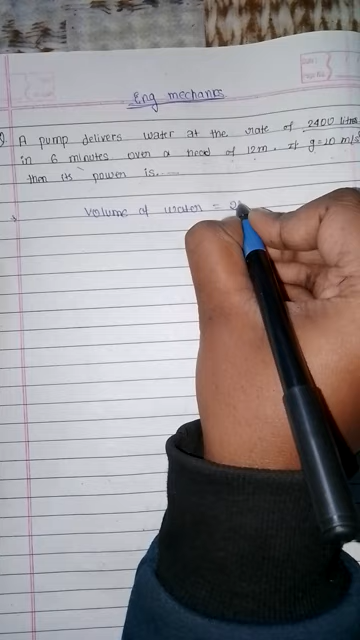 Eng mechanics
Q A pump delivers water at the rate of 2400 litres
in 6 minutes over a head of 12m. If g=10 m/s²
then its power is.....
Volume of water = 2